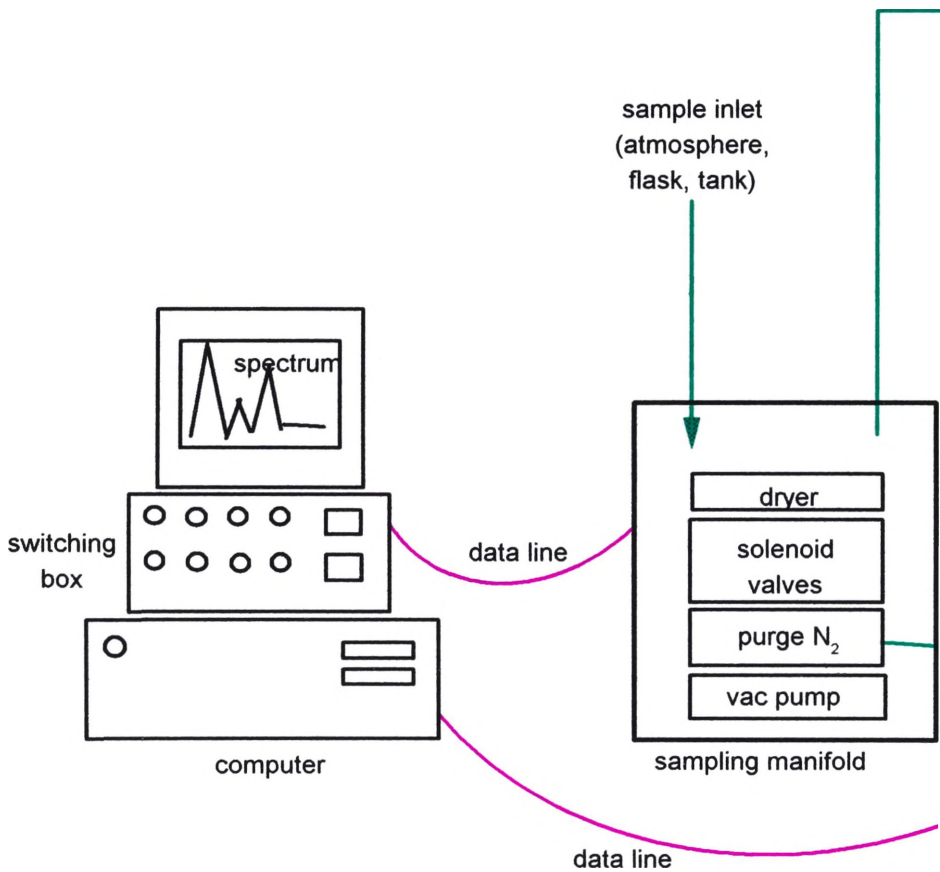 sample inlet
(atmosphere,
flask, tank)
spectrum
switching
box
data line
dryer
solenoid
valves
purge N₂
vac pump
computer
sampling manifold
data line